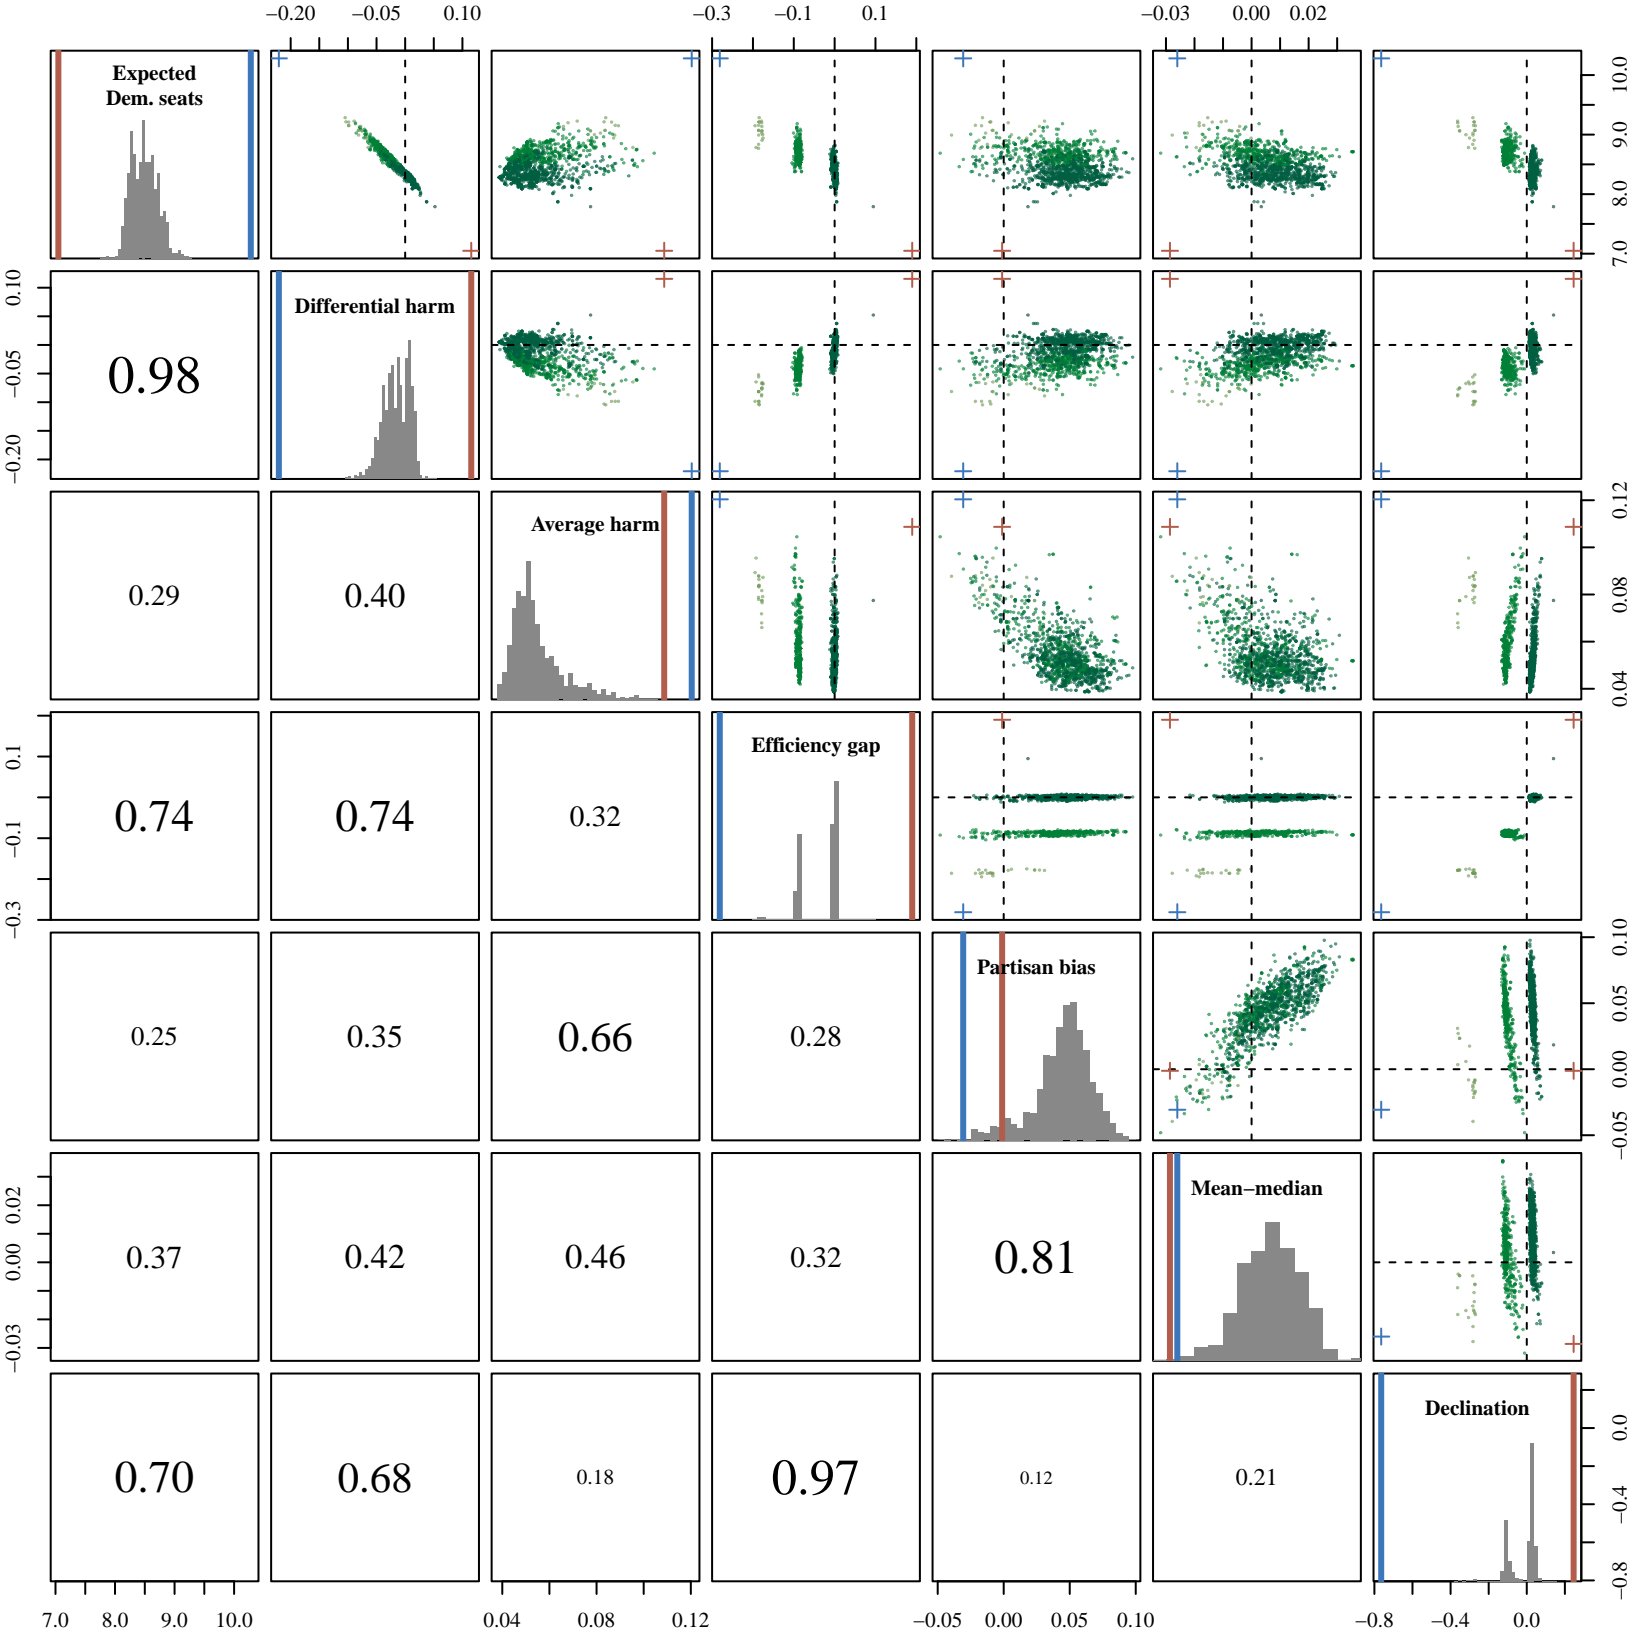 −0.20 −0.05 0.10 −0.3 −0.1 0.1 −0.03 0.00 0.02
Expected
Dem. seats
7.0 8.0 9.0 10.0
−0.20 −0.05 0.10
0.98
Differential harm
0.29
0.40
Average harm
0.04 0.08 0.12
−0.3 −0.1 0.1
0.74
0.74
0.32
Efficiency gap
0.25
0.35
0.66
0.28
Partisan bias
−0.05 0.00 0.05 0.10
−0.03 0.00 0.02
0.37
0.42
0.46
0.32
0.81
Mean−median
0.70
0.68
0.18
0.97
0.12
0.21
Declination
−0.8 −0.4 0.0
7.0 8.0 9.0 10.0 0.04 0.08 0.12 −0.05 0.00 0.05 0.10 −0.8 −0.4 0.0